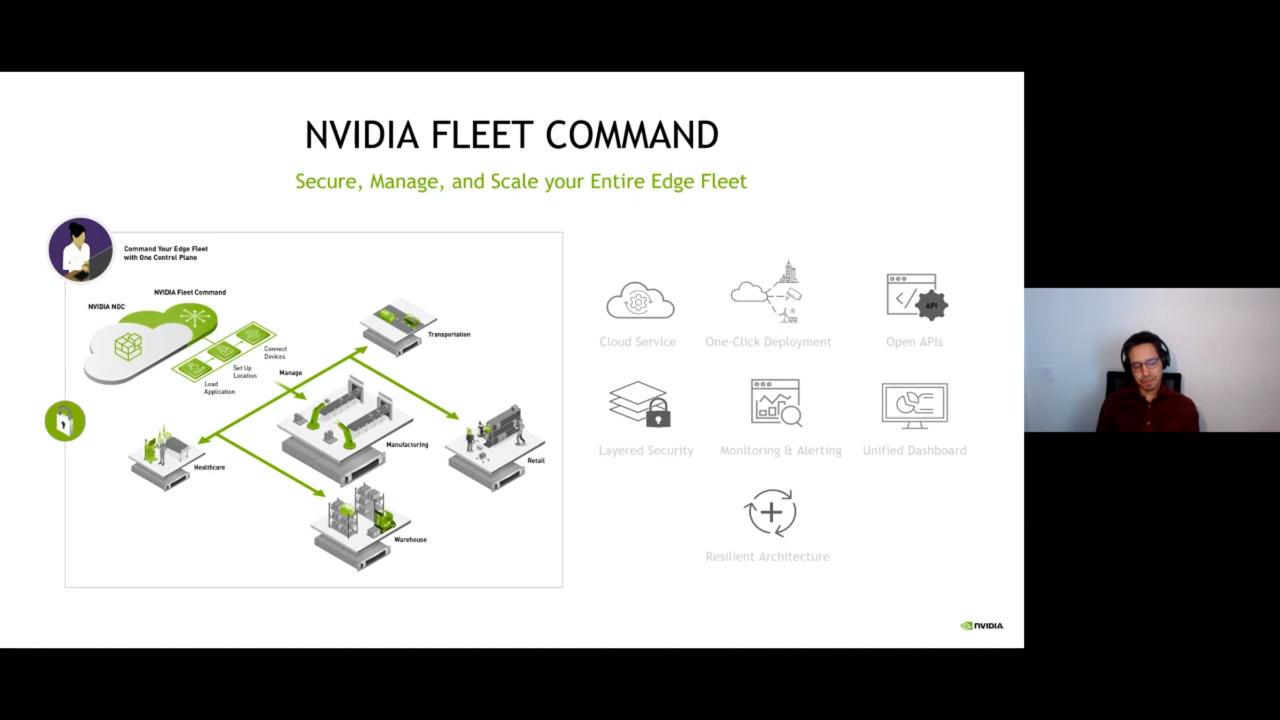 NVIDIA FLEET COMMAND
Secure, Manage, and Scale your Entire Edge Fleet
Command Your Edge Fleet
with One Control Plane
NVIDIA Fleet Command
NVIDIA NGC
Connect
Devices
Set Up
Location
Load
Application
Manage
Transportation
Manufacturing
Retail
Healthcare
Warehouse
Cloud Service
One-Click Deployment
API
Open APIs
Layered Security
Monitoring & Alerting
Unified Dashboard
Resilient Architecture
NVIDIA